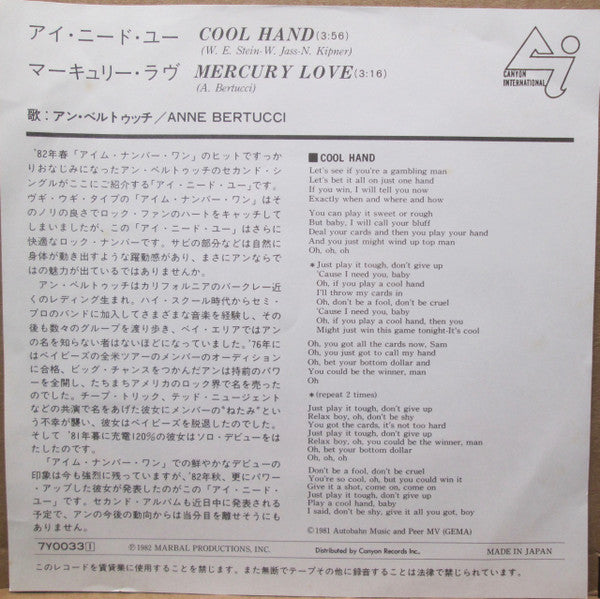 アイ・ニード・ユー COOL HAND(3:56)
(W. E. Stein-W. Jass-N. Kipner)
マーキュリー・ラヴ MERCURY LOVE(3:16)
(A. Bertucci)
CANYON
INTERNATIONAL
歌：アン・ベルトゥッチ／ANNE BERTUCCI
'82年春「アイム・ナンバー・ワン」のヒットですっか
りおなじみになったアン・ベルトゥッチのセカンド・シ
ングルがここにご紹介する「アイ・ニード・ユー」です。
ヴギ・ウギ・タイプの「アイム・ナンバー・ワン」はそ
のノリの良さでロック・ファンのハートをキャッチして
しまいましたが、この「アイ・ニード・ユー」はさらに
快適なロック・ナンバーです。サビの部分などは自然に
身体が動き出すような躍動感があり、まさにアンならで
はの魅力が出ているではありませんか。
アン・ベルトゥッチはカリフォルニアのバークレー近
くのレディング生まれ。ハイ・スクール時代からセミ・
プロのバンドに加入してさまざまな音楽を経験し、その
後も数々のグループを渡り歩き、ベイ・エリアではアン
の名を知らない者はないほどになっていました。'76年に
はベイビーズの全米ツアーのメンバーのオーディション
に合格、ビッグ・チャンスをつかんだアンは持前のパワ
ーを全開し、たちまちアメリカのロック界で名を売った
のでした。チープ・トリック、テッド・ニュージェント
などの共演で名をあげた彼女にメンバーの"ねたみ"とい
う不幸が襲い、彼女はベイビーズを脱退したのでした。
そして '81年暮に充電120%の彼女はソロ・デビューをは
たしたのです。
「アイム・ナンバー・ワン」での鮮やかなデビューの
印象は今も強烈に残っていますが、'82年秋、更にパワー
・アップした彼女が発表したのがこの「アイ・ニード・
ユー」です。セカンド・アルバムも近日中に発表される
予定で、アンの今後の動向からは当分目を離せそうにも
ありません。
■COOL HAND
Let's see if you're a gambling man
Let's bet it all on just one hand
If you win, I will tell you now
Exactly when and where and how
You can play it sweet or rough
But baby, I will call your bluff
Deal your cards and then you play your hand
And you just might wind up top man
Oh, oh, oh
＊Just play it tough, don't give up
'Cause I need you, baby
Oh, if you play a cool hand
I'll throw my cards in
Oh, don't be a fool, don't be cruel
'Cause I need you, baby
Oh, if you play a cool hand, then you
Might just win this game tonight-It's cool
Oh, you got all the cards now, Sam
Oh, you just got to call my hand
Oh, bet your bottom dollar and
You could be the winner, man
Oh
＊(repeat 2 times)
Just play it tough, don't give up
Relax boy, oh, don't be shy
You got the cards, it's not too hard
Just play it tough, don't give up
Relax boy, oh, you could be the winner, man
Oh, bet your bottom dollar
Oh, oh, oh
Don't be a fool, don't be cruel
You're so cool, oh, but you could win it
Give it a shot, come on, come on
Just play it tough, don't give up
Play a cool hand, baby
I said, don't be shy, give it all you got, boy
©1981 Autobahn Music and Peer MV (GEMA)
7Y0033 I
Ⓟ1982 MARBAL PRODUCTIONS, INC.
Distributed by Canyon Records Inc.
MADE IN JAPAN
このレコードを賃貸業に使用することを禁じます。また無断でテープその他に録音することは法律で禁じられています。